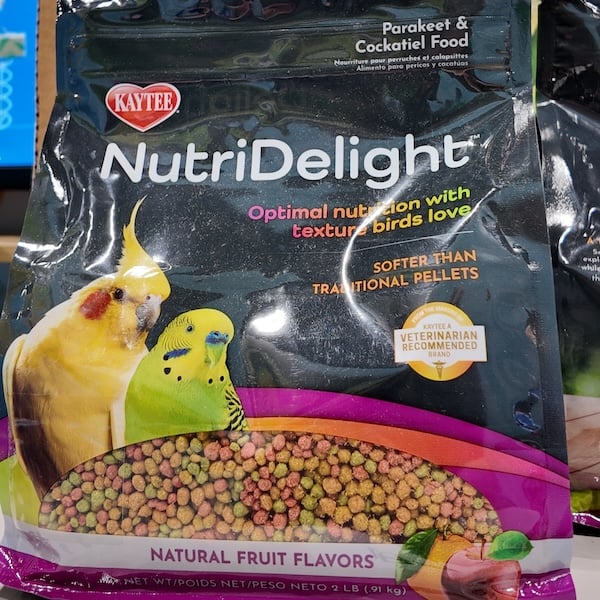 Parakeet &
Cockatiel Food
Nourriture pour perruches et calopsittes
Alimento para pericos y cacatúas
KAYTEE
NutriDelight™
Optimal nutrition with
texture birds love
SOFTER THAN
TRADITIONAL PELLETS
KAYTEE A
VETERINARIAN
RECOMMENDED
BRAND
NATURAL FRUIT FLAVORS
NET WT/POIDS NET/PESO NETO 2 LB (.91 kg)